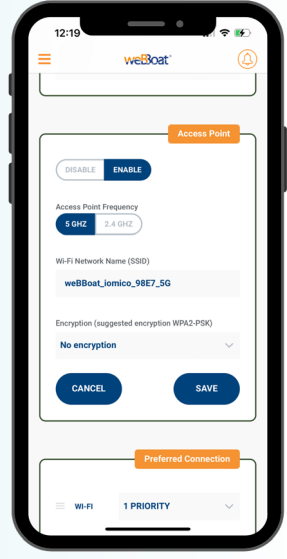 12:19
weBBoat
Access Point
DISABLE ENABLE
Access Point Frequency
5 GHZ 2.4 GHZ
Wi-Fi Network Name (SSID)
weBBoat_iomico_98E7_5G
Encryption (suggested encryption WPA2-PSK)
No encryption
CANCEL SAVE
Preferred Connection
WI-FI 1 PRIORITY